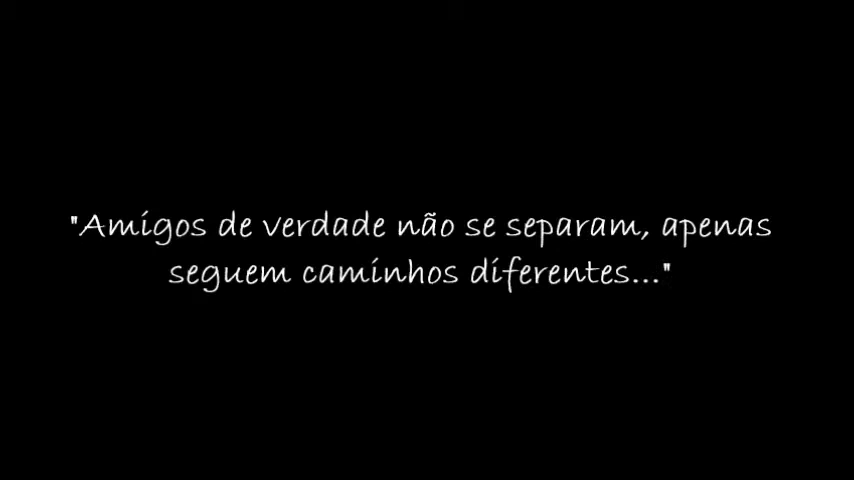 "Amigos de verdade não se separam, apenas
seguem caminhos diferentes..."